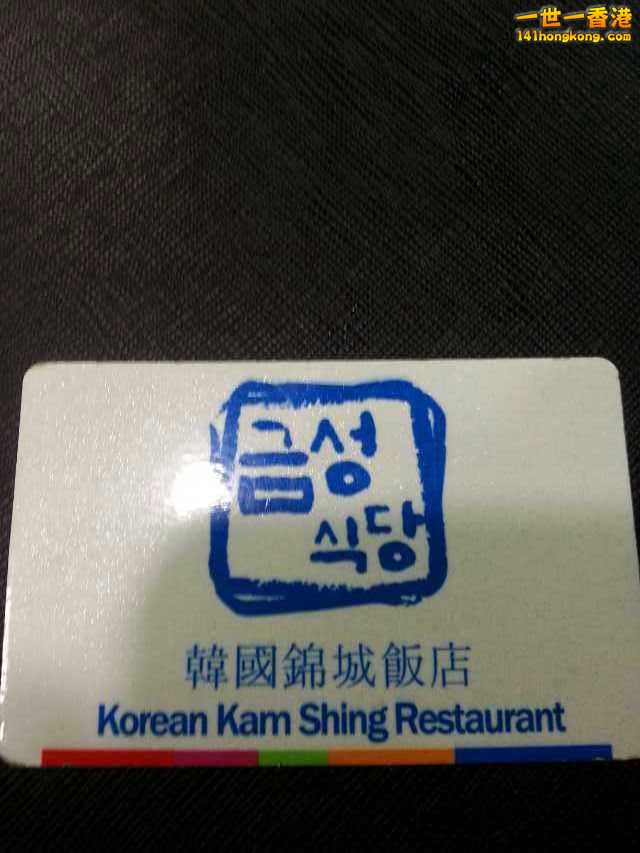 一世一香港
141hongkong.com
금성
식당
韓國錦城飯店
Korean Kam Shing Restaurant